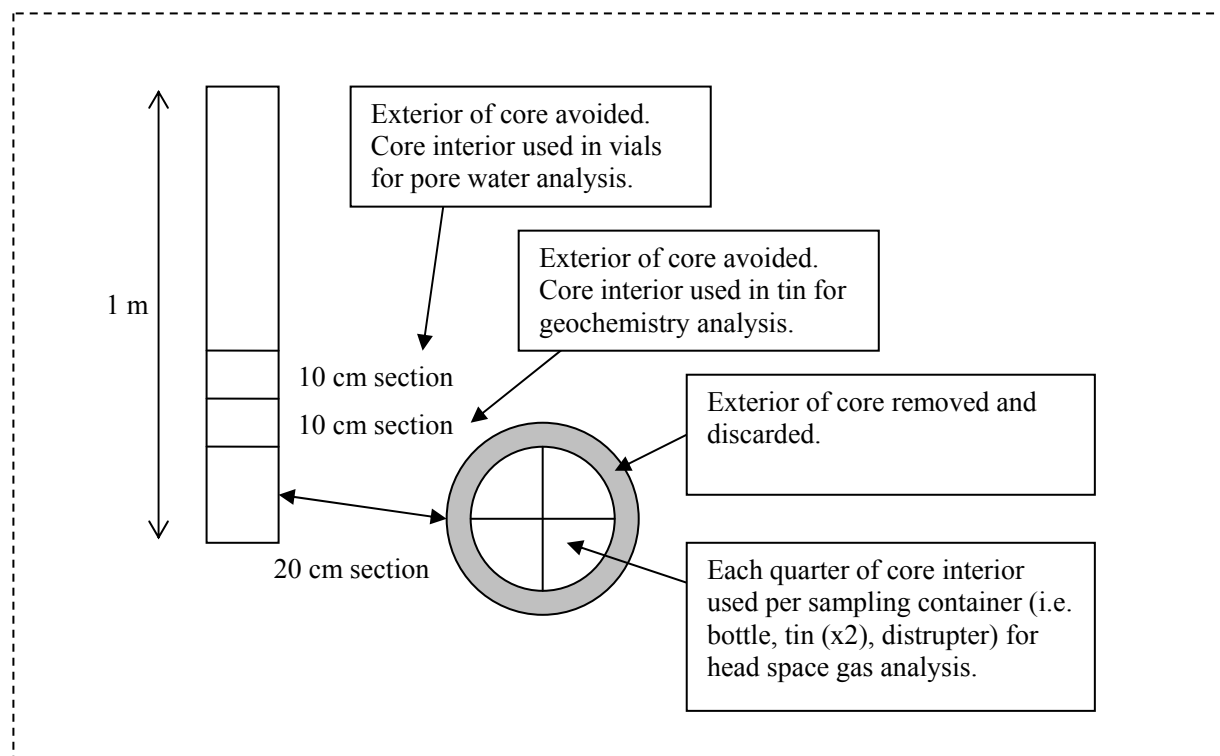 Exterior of core avoided.
Core interior used in vials
for pore water analysis.
Exterior of core avoided.
Core interior used in tin for
geochemistry analysis.
1 m
10 cm section
10 cm section
Exterior of core removed and
discarded.
20 cm section
Each quarter of core interior
used per sampling container (i.e.
bottle, tin (x2), distrupter) for
head space gas analysis.